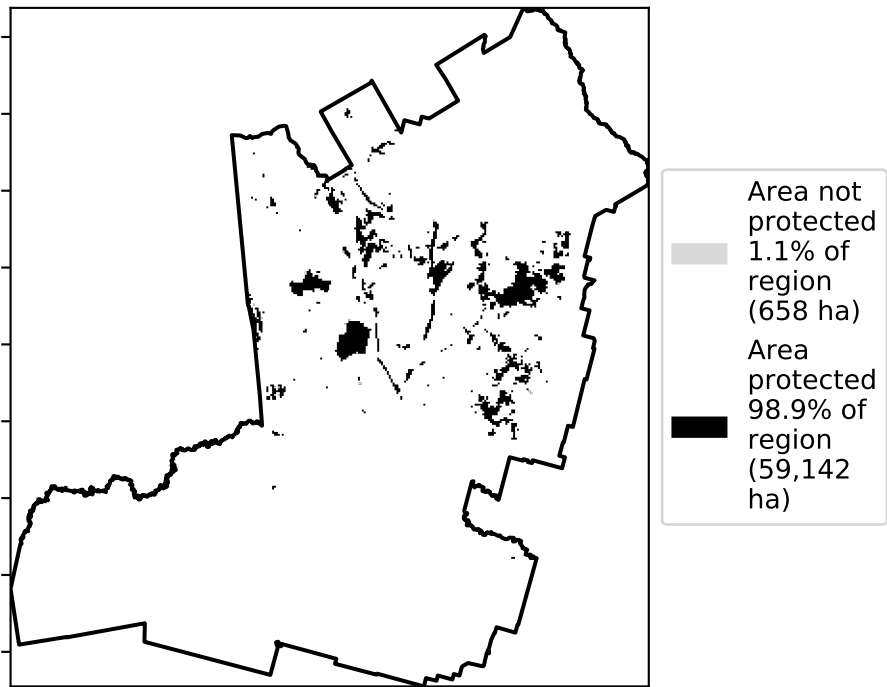 Area not
protected
1.1% of
region
(658 ha)
Area
protected
98.9% of
region
(59,142
ha)